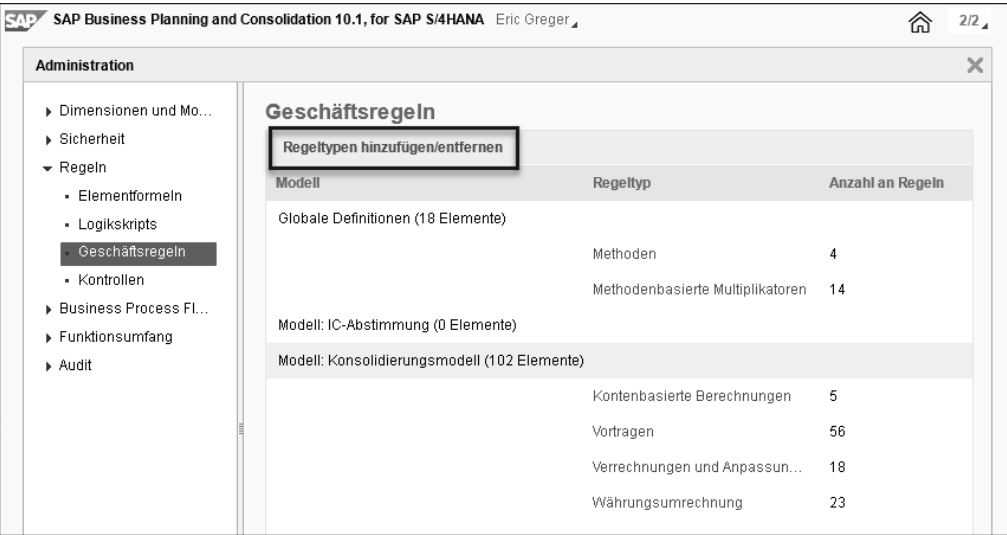 SAP SAP Business Planning and Consolidation 10.1, for SAP S/4HANA Eric Greger 2/2
Administration
Dimensionen und Mo...
Sicherheit
Regeln
Elementformeln
Logikskripts
Geschäftsregeln
Kontrollen
Business Process Fl...
Funktionsumfang
Audit
Geschäftsregeln
Regeltypen hinzufügen/entfernen
Modell Regeltyp Anzahl an Regeln
Globale Definitionen (18 Elemente)
Methoden 4
Methodenbasierte Multiplikatoren 14
Modell: IC-Abstimmung (0 Elemente)
Modell: Konsolidierungsmodell (102 Elemente)
Kontenbasierte Berechnungen 5
Vortragen 56
Verrechnungen und Anpassun... 18
Währungsumrechnung 23